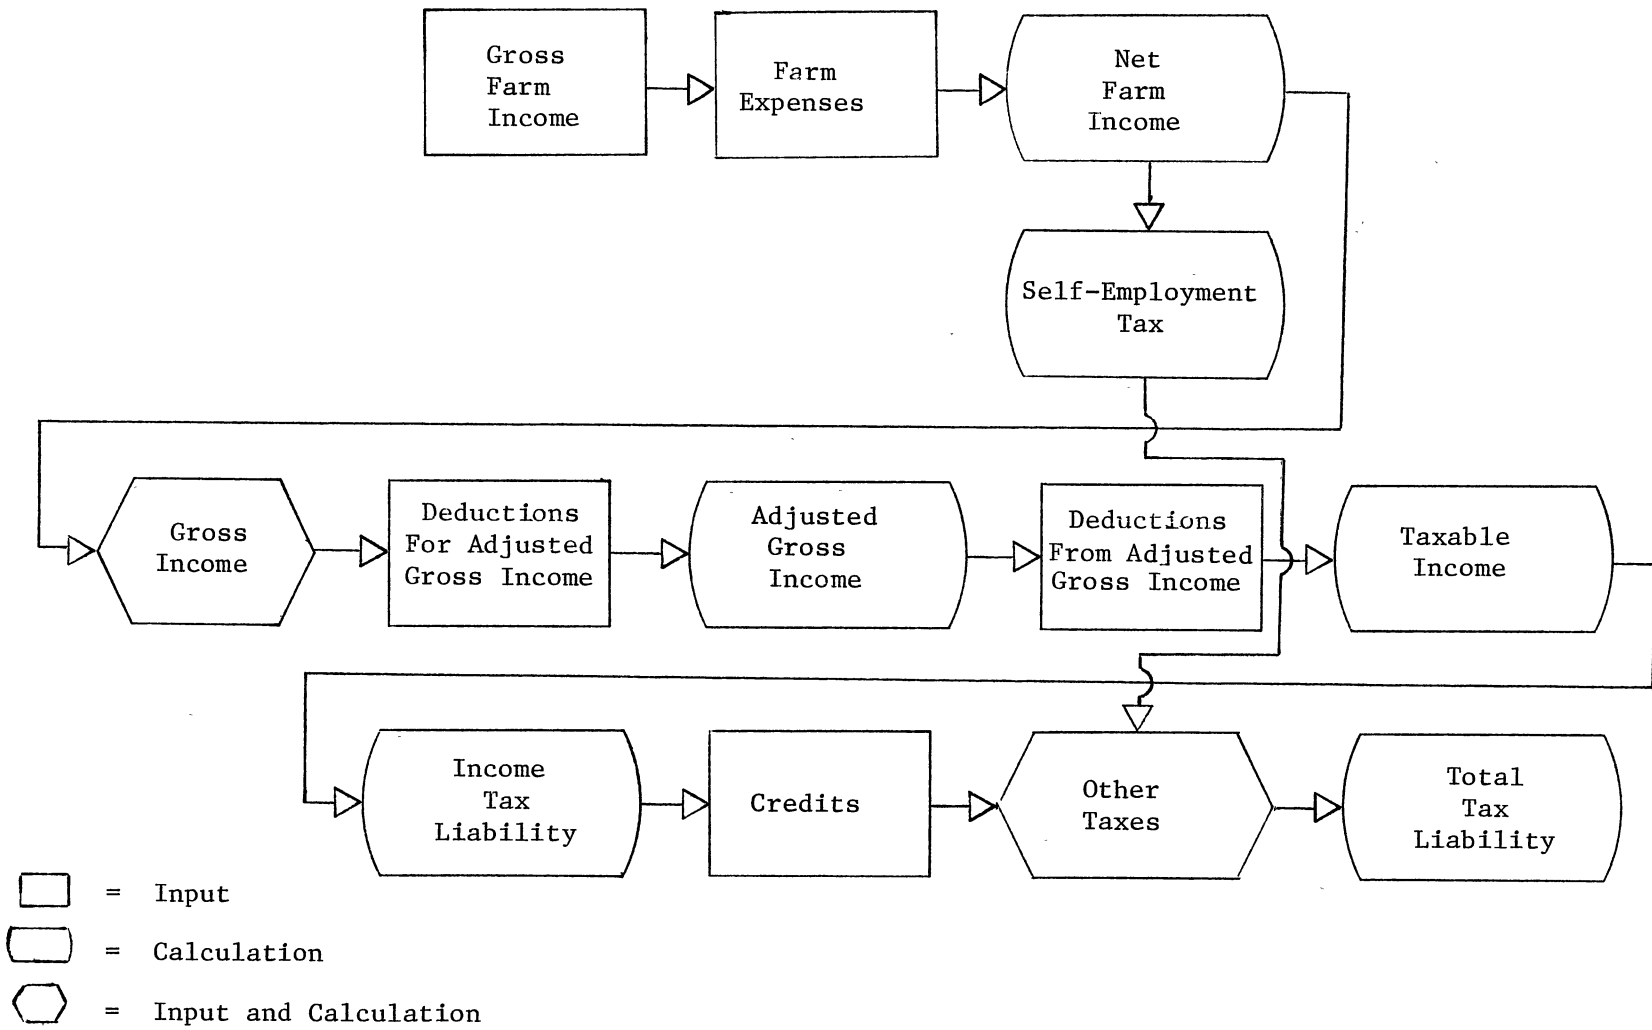 Gross
Farm
Income
Farm
Expenses
Net
Farm
Income
Self-Employment
Tax
Gross
Income
Deductions
For Adjusted
Gross Income
Adjusted
Gross
Income
Deductions
From Adjusted
Gross Income
Taxable
Income
Income
Tax
Liability
Credits
Other
Taxes
Total
Tax
Liability
= Input
= Calculation
= Input and Calculation